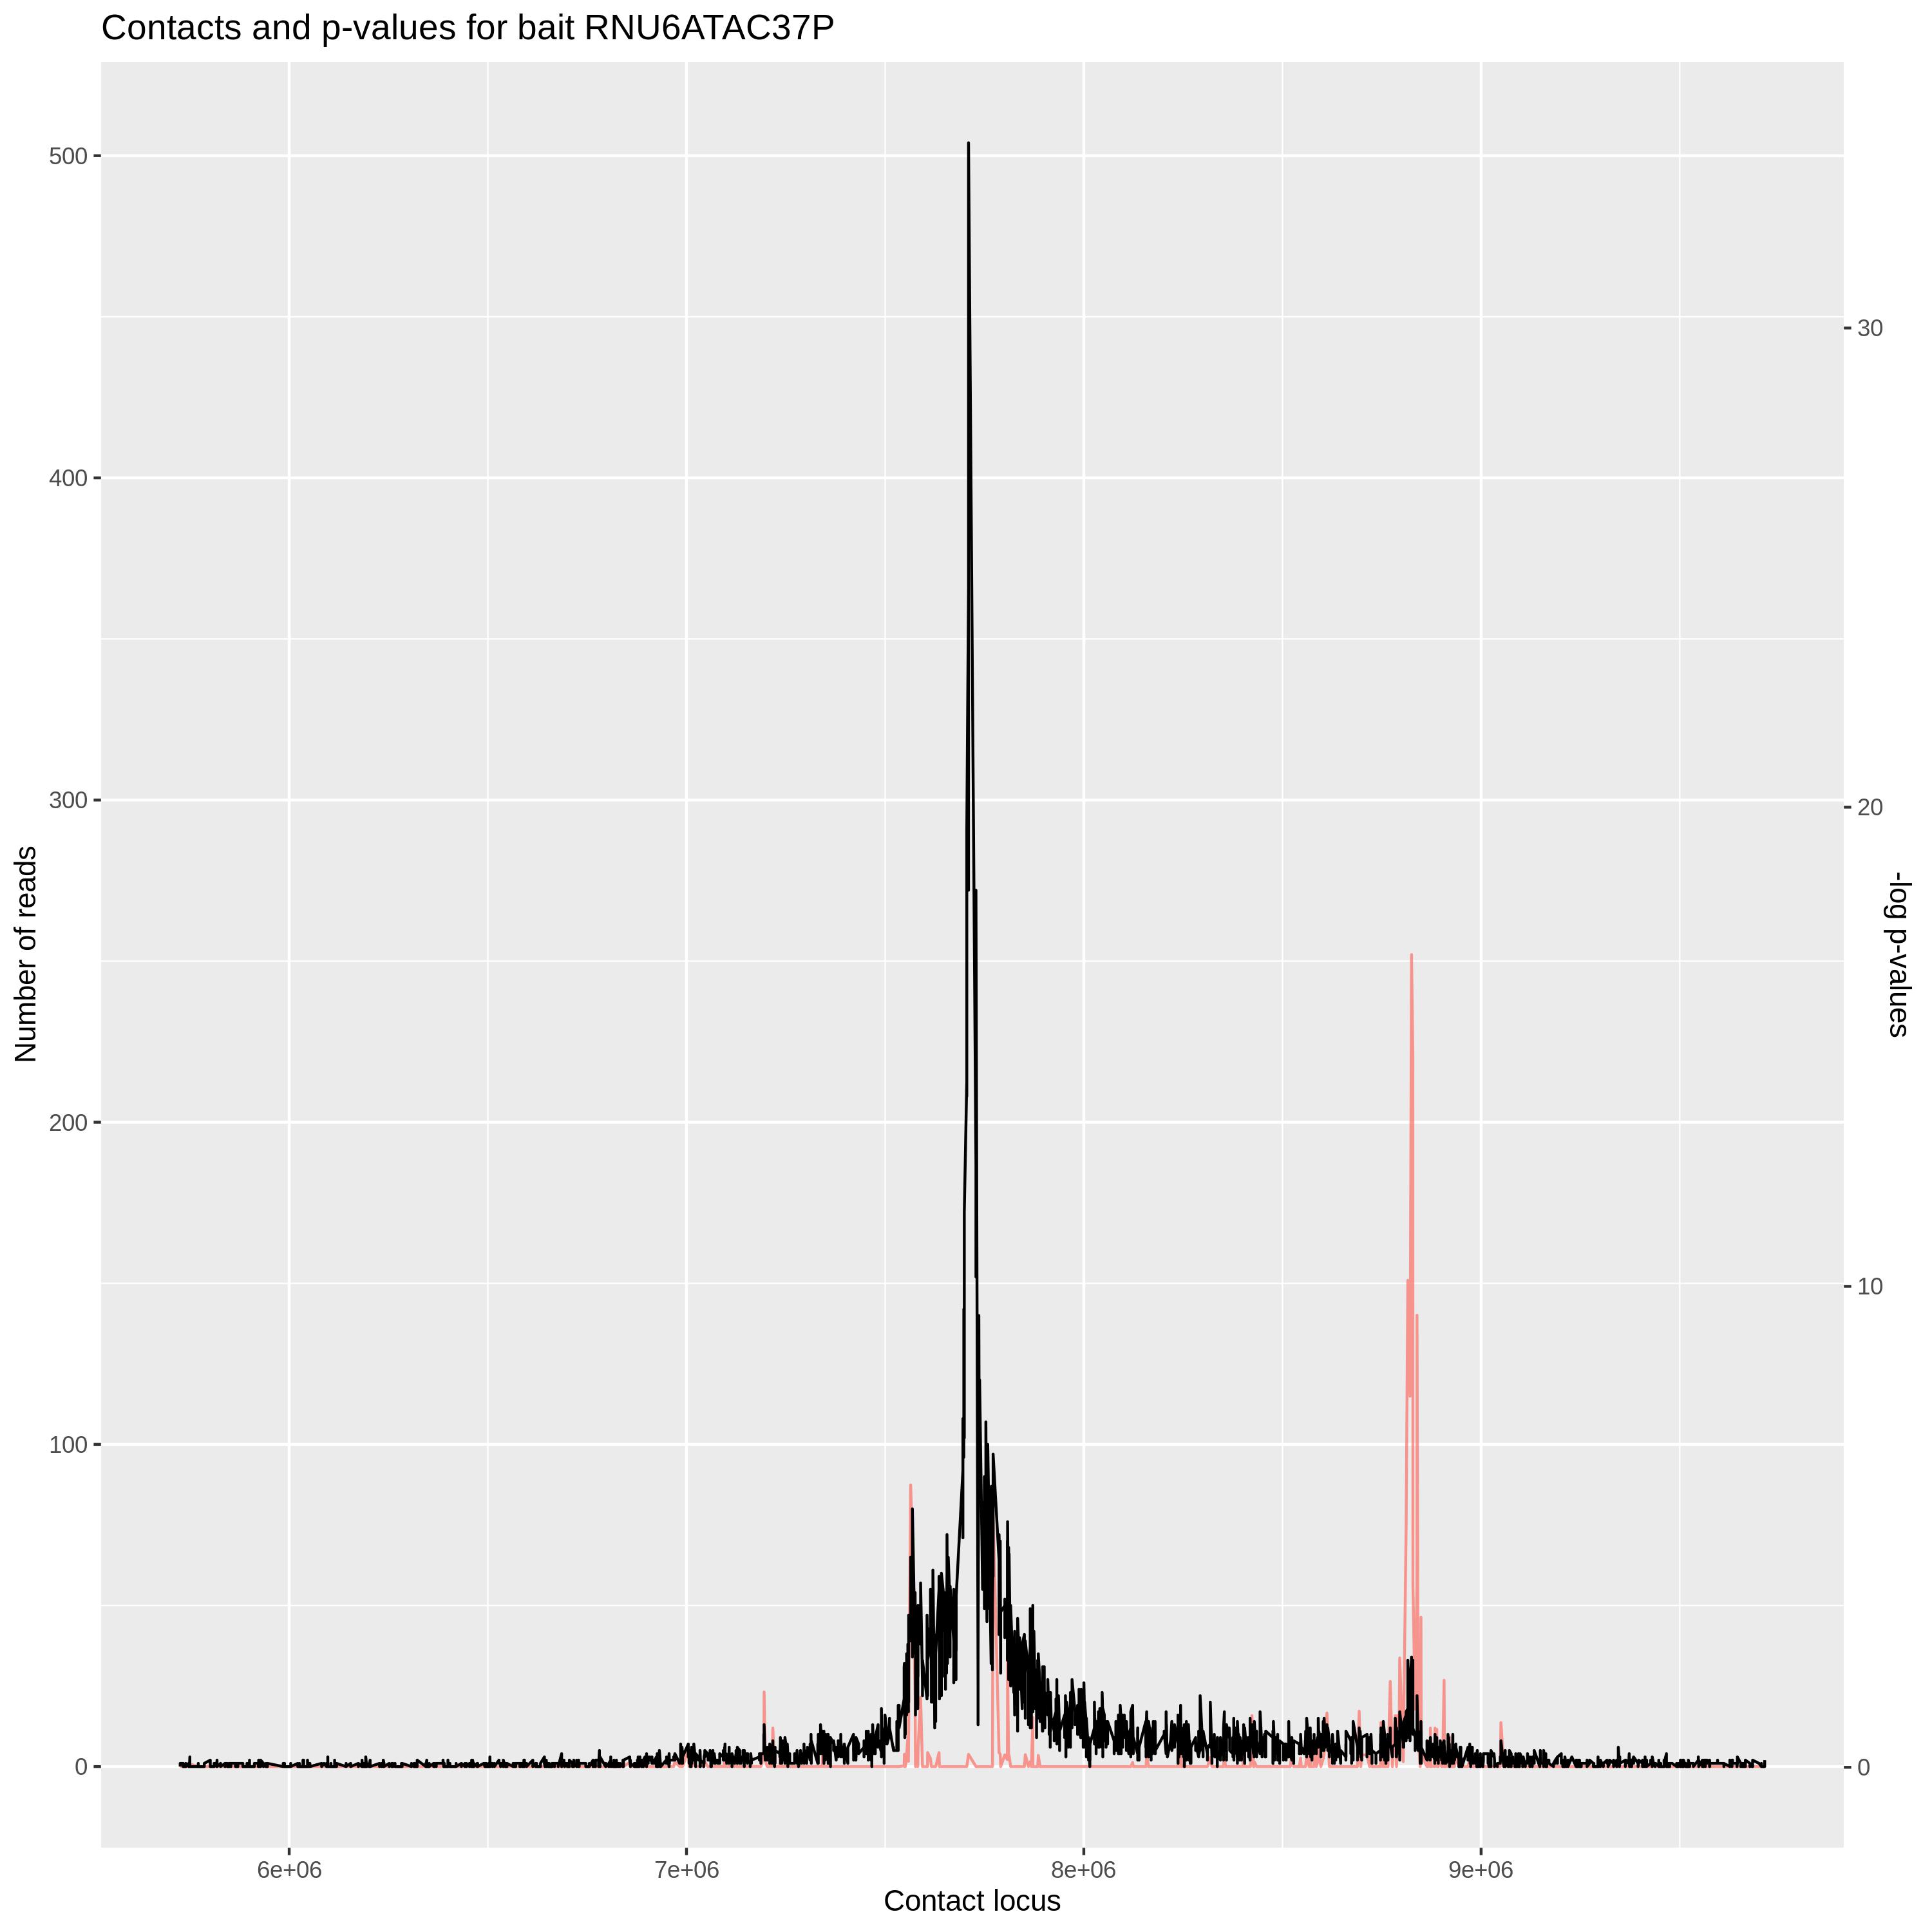 Contacts and p-values for bait RNU6ATAC37P
500
400
300
200
100
0
Number of reads
30
20
10
0
-log p-values
6e+06 7e+06 8e+06 9e+06
Contact locus